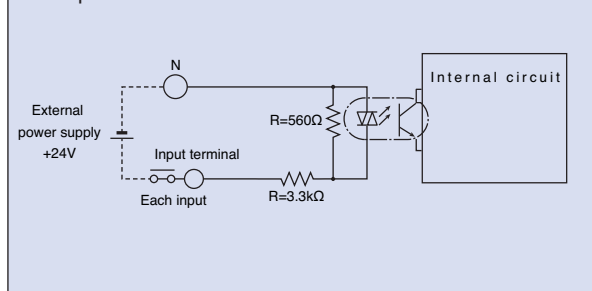 N
Internal circuit
External
power supply
+24V
R=560Ω
Input terminal
Each input
R=3.3kΩ